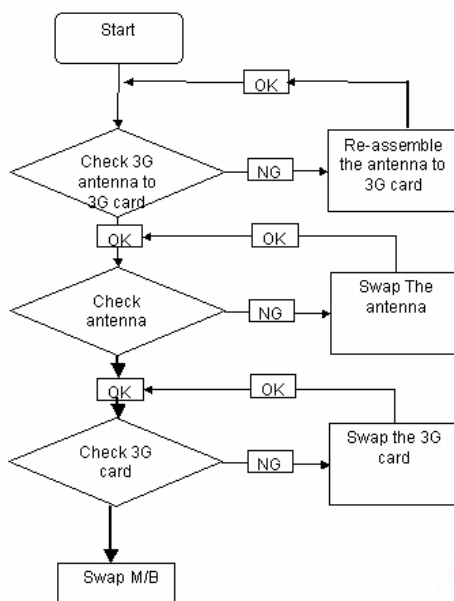 Start
OK
Check 3G
antenna to
3G card
NG
Re-assemble
the antenna to
3G card
OK
OK
Check
antenna
NG
Swap The
antenna
OK
OK
Check 3G
card
NG
Swap the 3G
card
Swap M/B